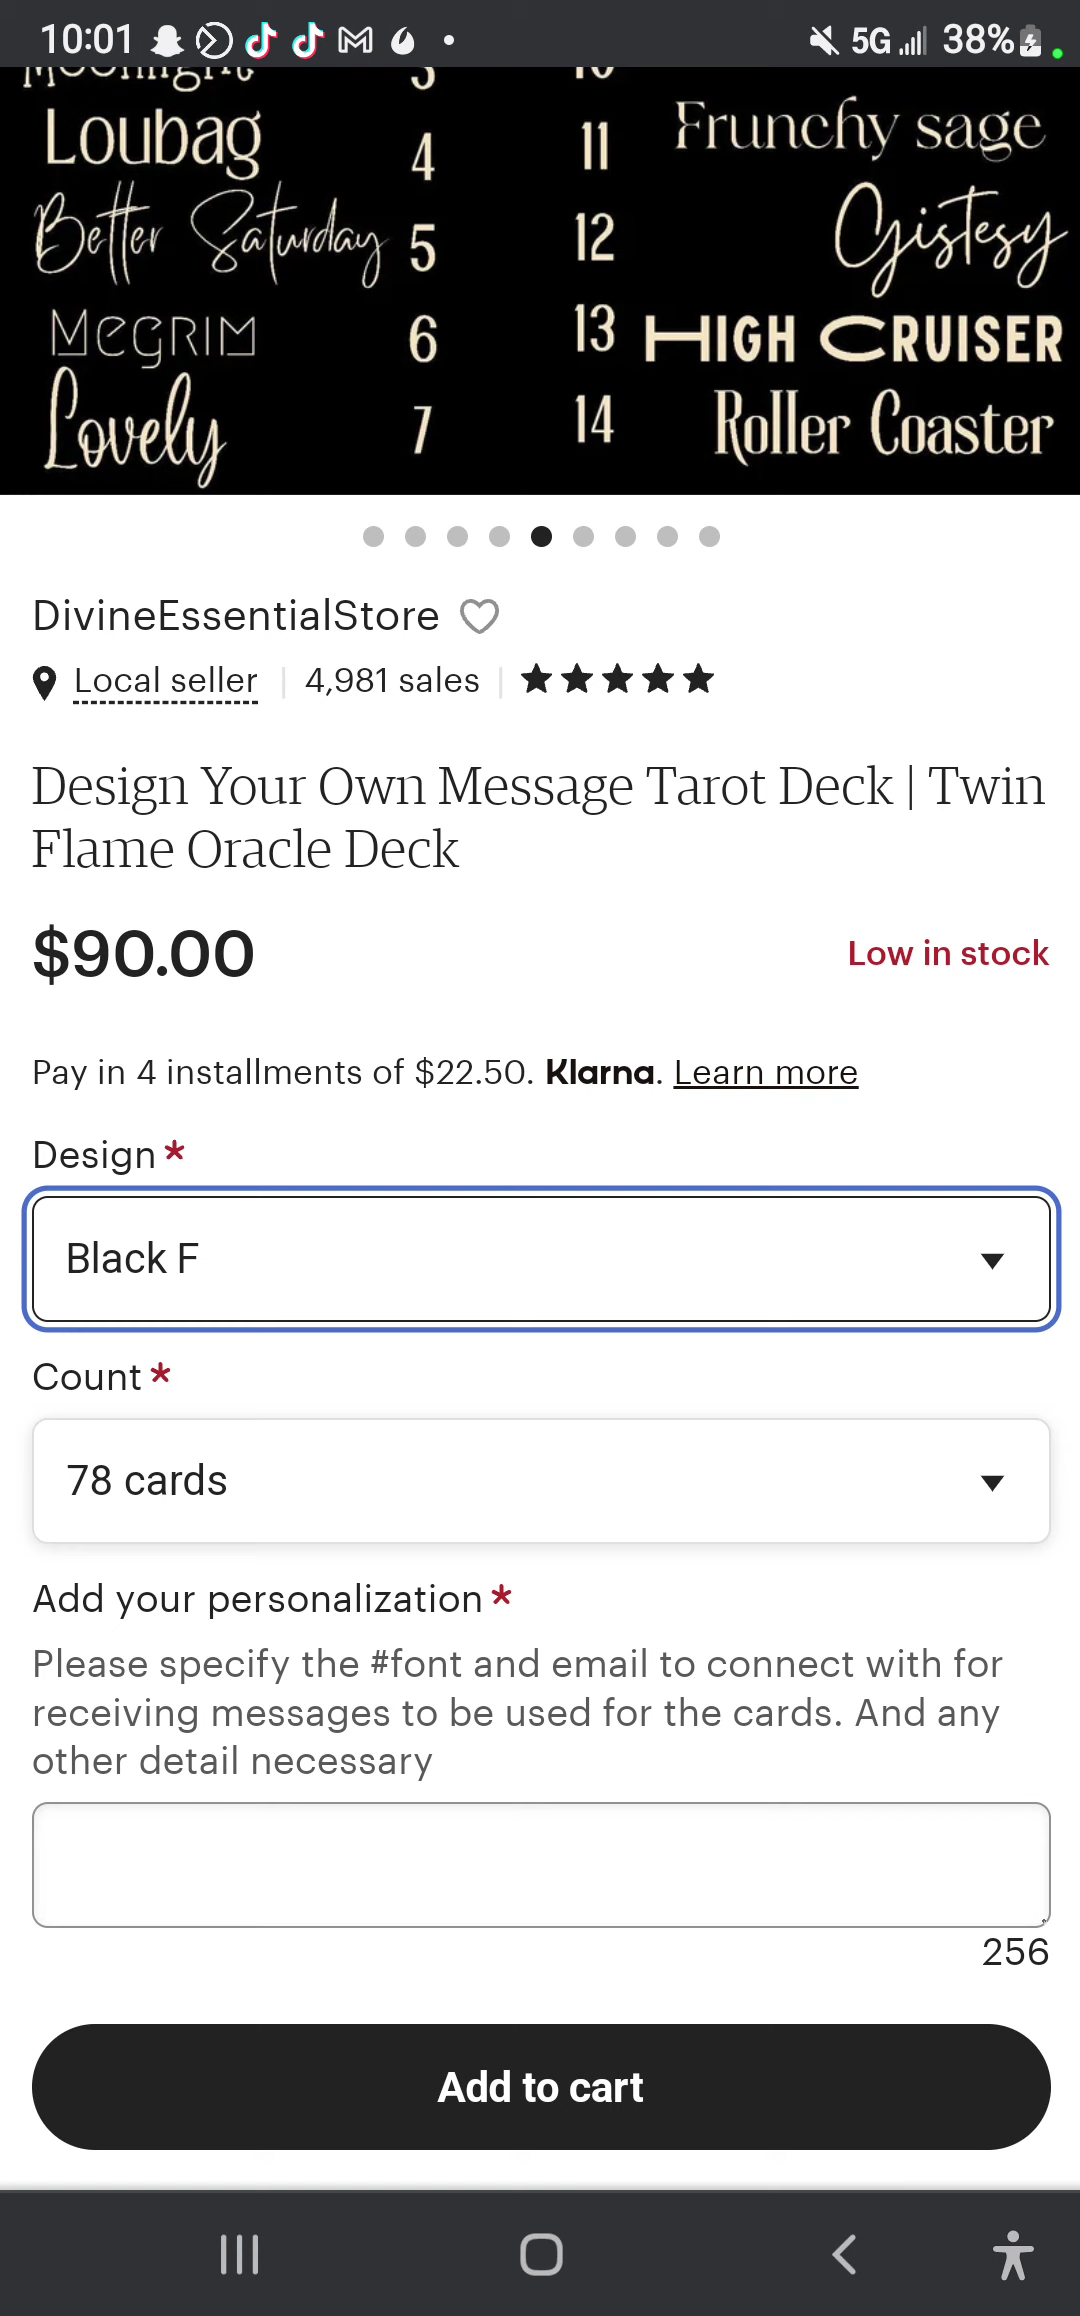 10:01 5G 38%
Moonlight 3 10
Loubag 4 11 Frunchy sage
Better Saturday 5 12 Gistesy
MeGRIM 6 13 HIGH CRUISER
Lovely 7 14 Roller Coaster
DivineEssentialStore
Local seller | 4,981 sales
Design Your Own Message Tarot Deck | Twin
Flame Oracle Deck
$90.00 Low in stock
Pay in 4 installments of $22.50. Klarna. Learn more
Design *
Black F
Count *
78 cards
Add your personalization *
Please specify the #font and email to connect with for
receiving messages to be used for the cards. And any
other detail necessary
256
Add to cart